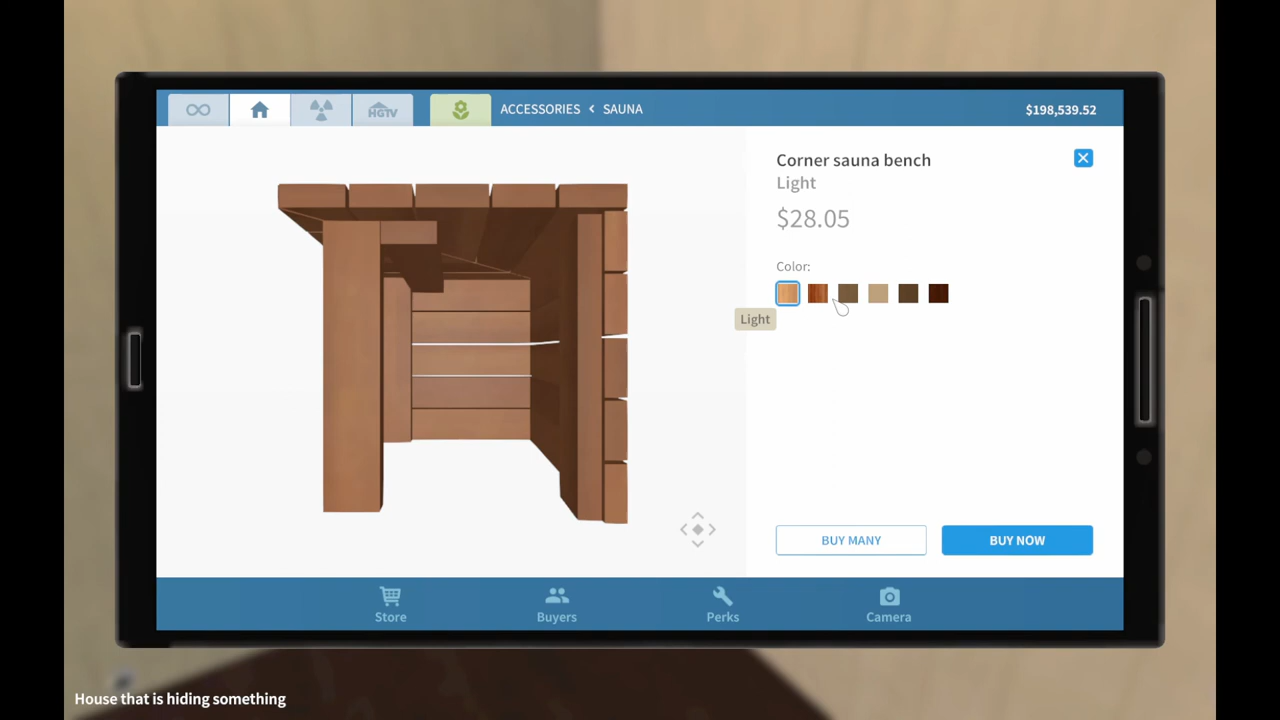 HGTV
ACCESSORIES < SAUNA
$198,539.52
Corner sauna bench
Light
$28.05
Color:
Light
BUY MANY
BUY NOW
Store
Buyers
Perks
Camera
House that is hiding something